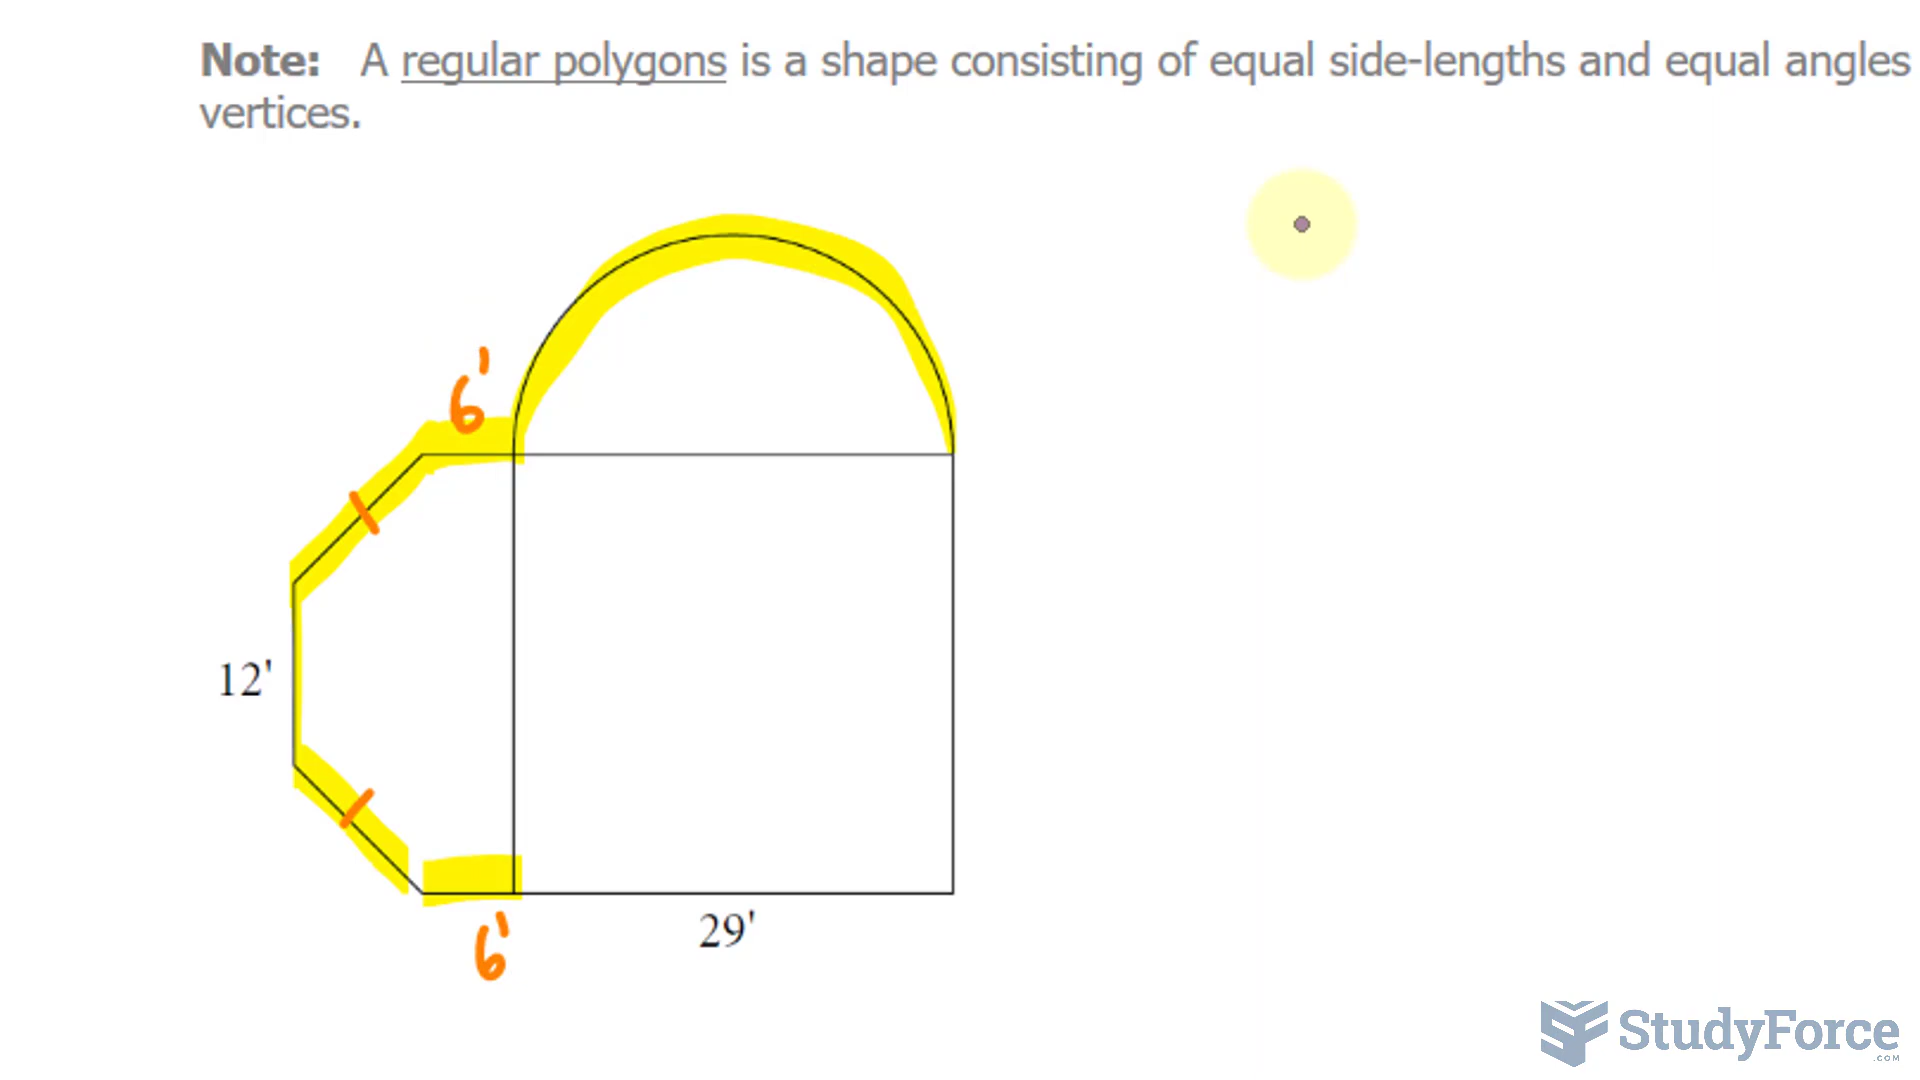 Note: A regular polygons is a shape consisting of equal side-lengths and equal angles
vertices.
6'
12'
29'
6'
StudyForce
.COM